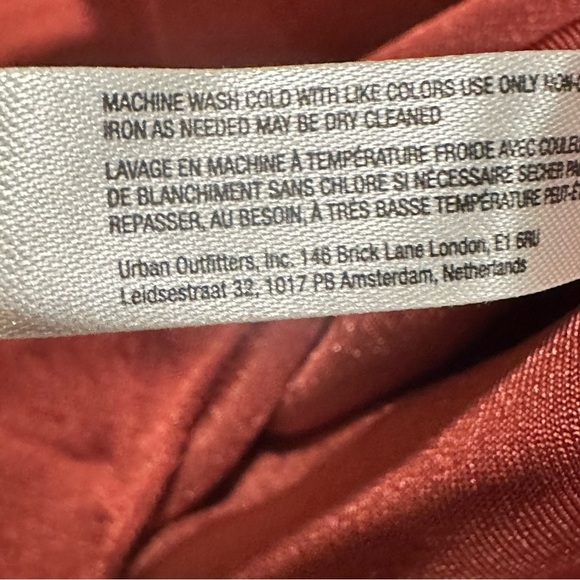 MACHINE WASH COLD WITH LIKE COLORS USE ONLY
IRON AS NEEDED MAY BE DRY CLEANED
LAVAGE EN MACHINE À TEMPÉRATURE FROIDE AVEC
DE BLANCHIMENT SANS CHLORE SI NÉCESSAIRE SÉCHER
REPASSER, AU BESOIN, À TRÈS BASSE TEMPÉRATURE
Urban Outfitters, Inc. 146 Brick Lane London, E1 6RU
Leidsestraat 32, 1017 PB Amsterdam, Netherlands